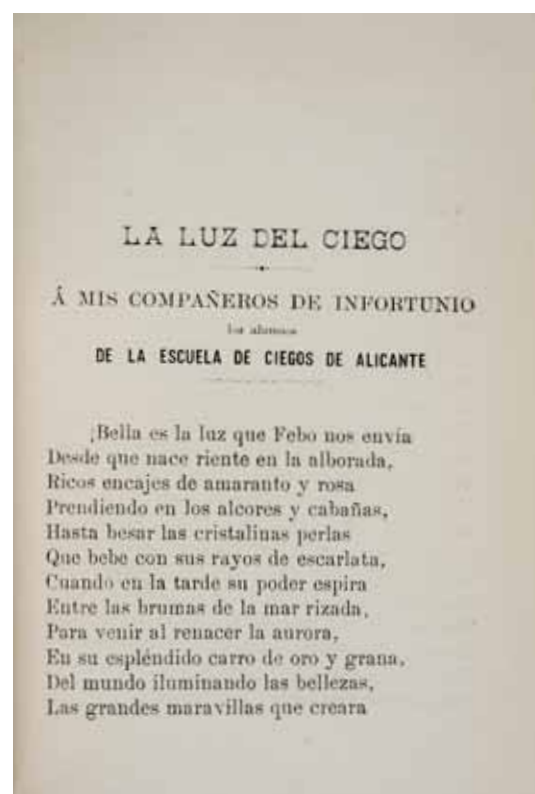 LA LUZ DEL CIEGO
Á MIS COMPAÑEROS DE INFORTUNIO
los alumnos
DE LA ESCUELA DE CIEGOS DE ALICANTE
¡Bella es la luz que Febo nos envía
Desde que nace riente en la alborada,
Ricos encajes de amaranto y rosa
Prendiendo en los alcores y cabañas,
Hasta besar las cristalinas perlas
Que bebe con sus rayos de escarlata,
Cuando en la tarde su poder espira
Entre las brumas de la mar rizada,
Para venir al renacer la aurora,
En su espléndido carro de oro y grana,
Del mundo iluminando las bellezas,
Las grandes maravillas que creara